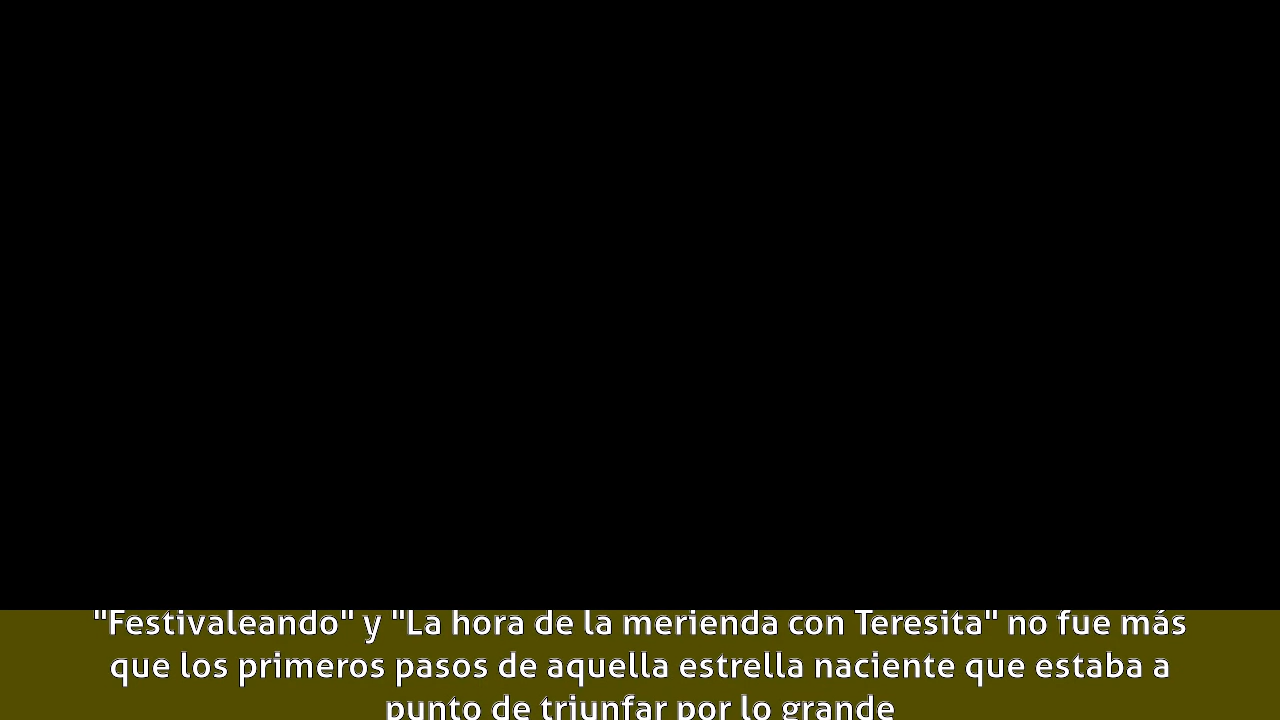 "Festivaleando" y "La hora de la merienda con Teresita" no fue más
que los primeros pasos de aquella estrella naciente que estaba a
punto de triunfar por lo grande